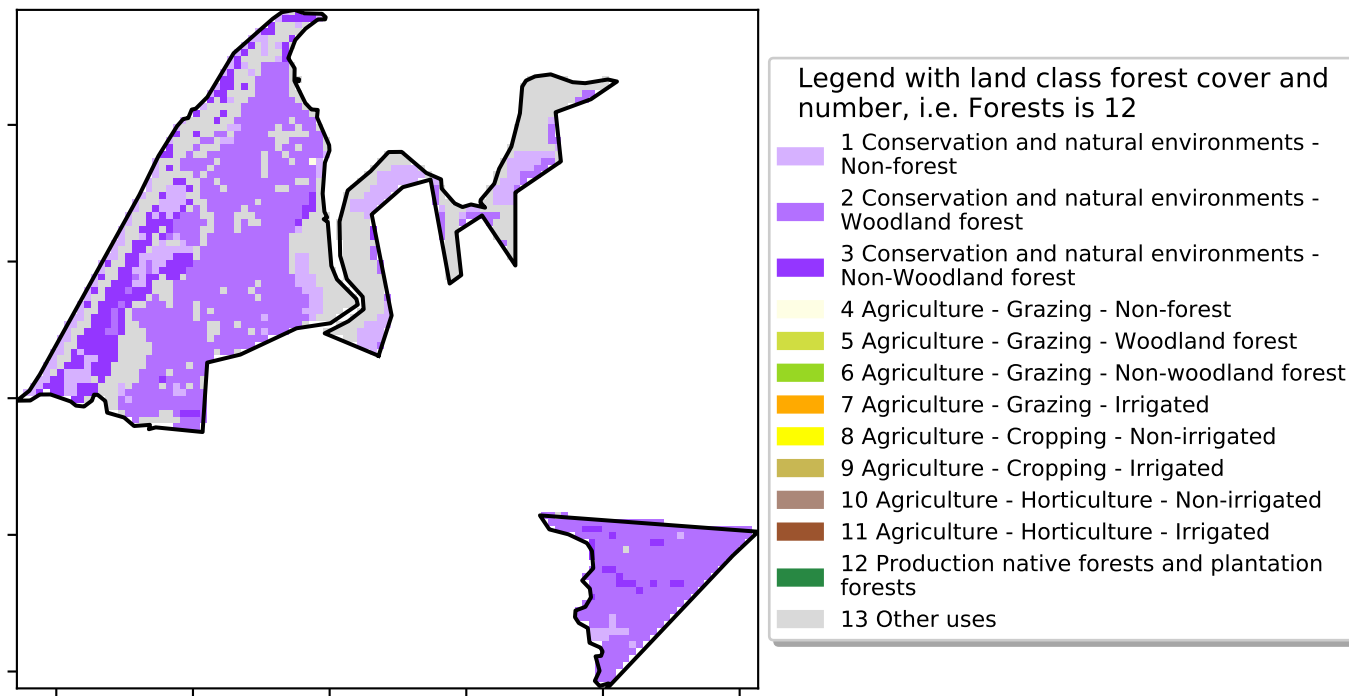 Legend with land class forest cover and
number, i.e. Forests is 12
1 Conservation and natural environments -
Non-forest
2 Conservation and natural environments -
Woodland forest
3 Conservation and natural environments -
Non-Woodland forest
4 Agriculture - Grazing - Non-forest
5 Agriculture - Grazing - Woodland forest
6 Agriculture - Grazing - Non-woodland forest
7 Agriculture - Grazing - Irrigated
8 Agriculture - Cropping - Non-irrigated
9 Agriculture - Cropping - Irrigated
10 Agriculture - Horticulture - Non-irrigated
11 Agriculture - Horticulture - Irrigated
12 Production native forests and plantation
forests
13 Other uses